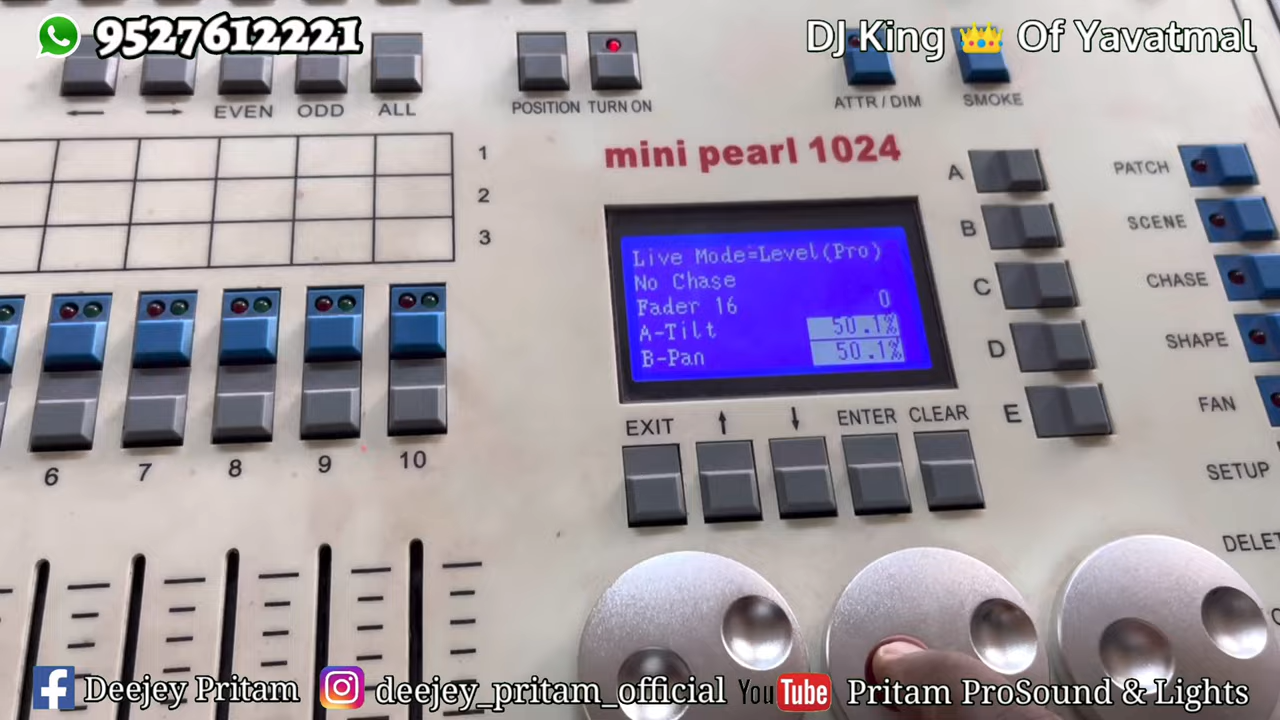 9527612221
DJ King 👑 Of Yavatmal
← → EVEN ODD ALL
POSITION TURN ON
ATTR / DIM SMOKE
mini pearl 1024
1
2
3
A
B
C
D
E
PATCH
SCENE
CHASE
SHAPE
FAN
SETUP
DELET
Live Mode=Level(Pro)
No Chase
Fader 16 0
A-Tilt 50.1%
B-Pan 50.1%
EXIT ↑ ↓ ENTER CLEAR
6 7 8 9 10
Deejey Pritam deejey_pritam_official YouTube Pritam ProSound & Lights